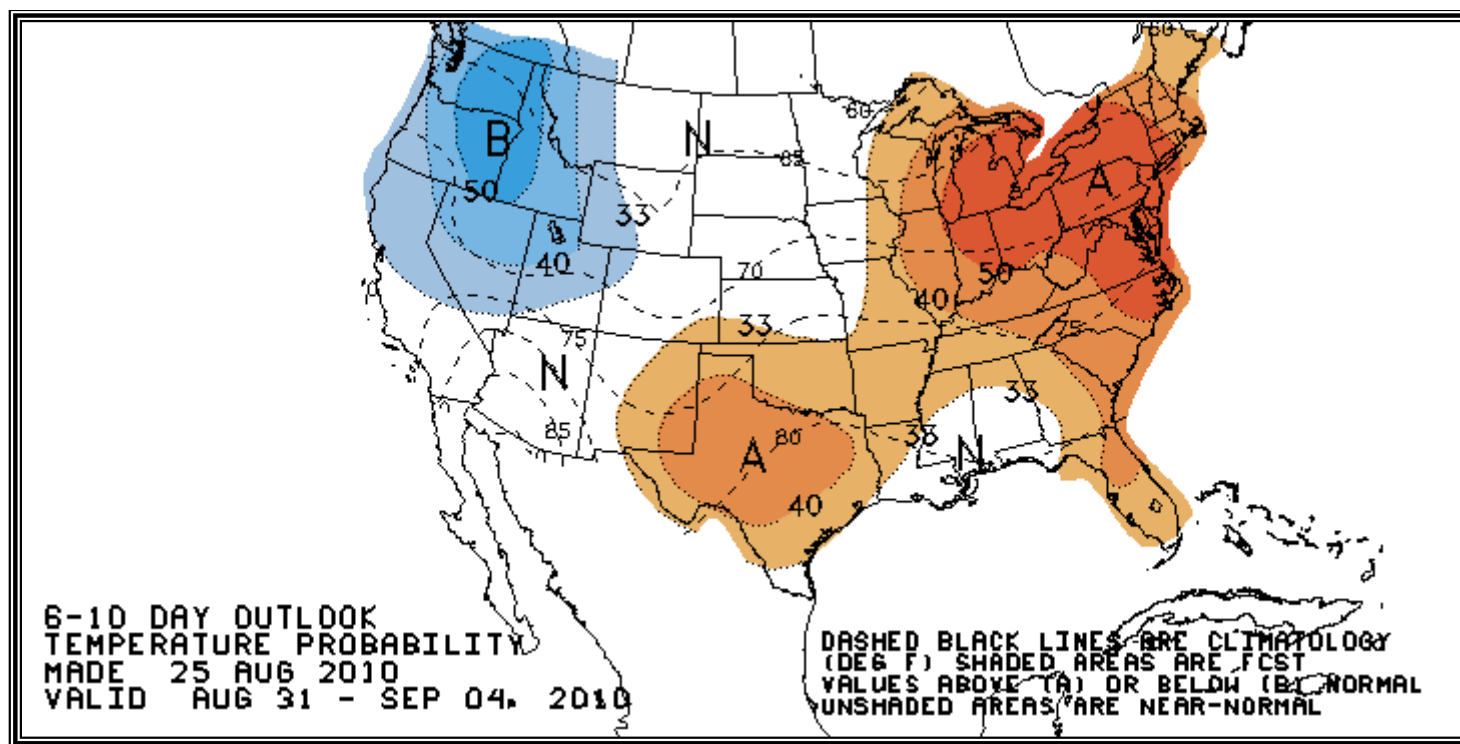 60
B
N
60
85
A
50
33
40
70
50
40
33
75
75
N
33
85
80
33
A
N
40
6-10 DAY OUTLOOK
TEMPERATURE PROBABILITY
MADE 25 AUG 2010
VALID AUG 31 - SEP 04, 2010
DASHED BLACK LINES ARE CLIMATOLOGY
(DEG F) SHADED AREAS ARE FCST
VALUES ABOVE (A) OR BELOW (B) NORMAL
UNSHADED AREAS ARE NEAR-NORMAL